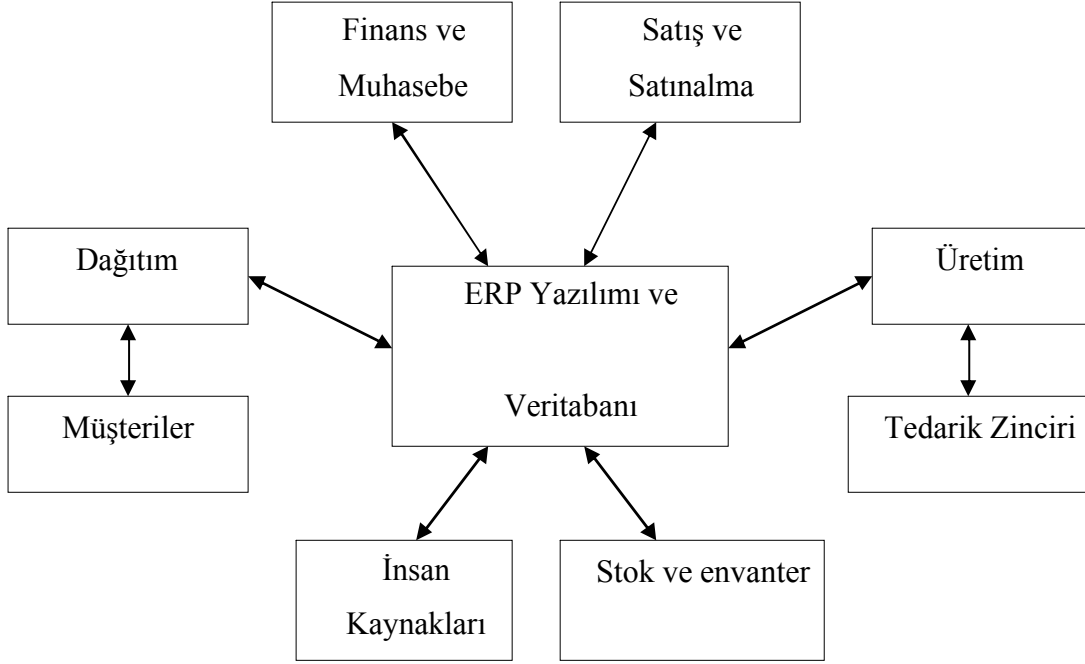 Finans ve
Muhasebe
Satış ve
Satınalma
Dağıtım
ERP Yazılımı ve
Veritabanı
Üretim
Müşteriler
Tedarik Zinciri
İnsan
Kaynakları
Stok ve envanter